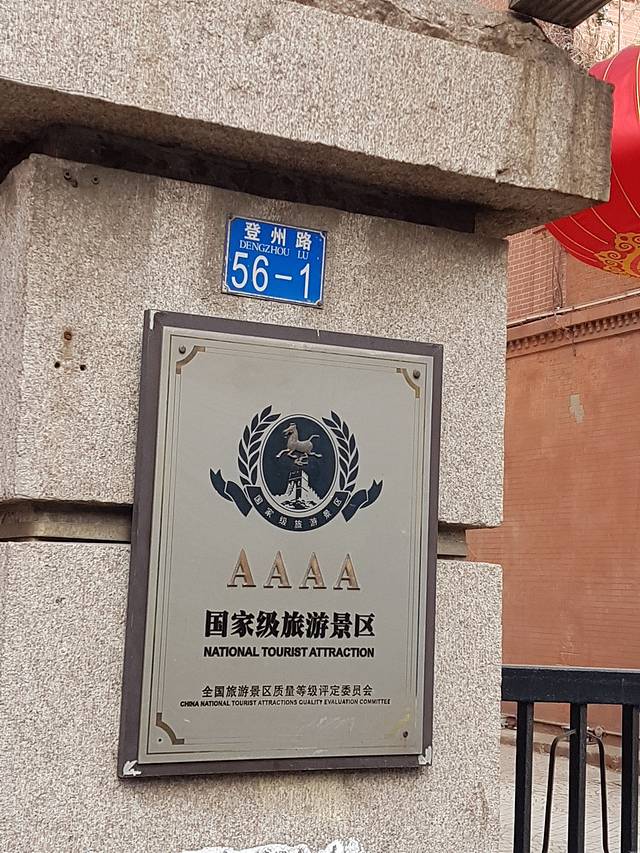 登州路
DENGZHOU LU
56-1
国家级旅游景区
AAAA
国家级旅游景区
NATIONAL TOURIST ATTRACTION
全国旅游景区质量等级评定委员会
CHINA NATIONAL TOURIST ATTRACTIONS QUALITY EVALUATION COMMITTEE